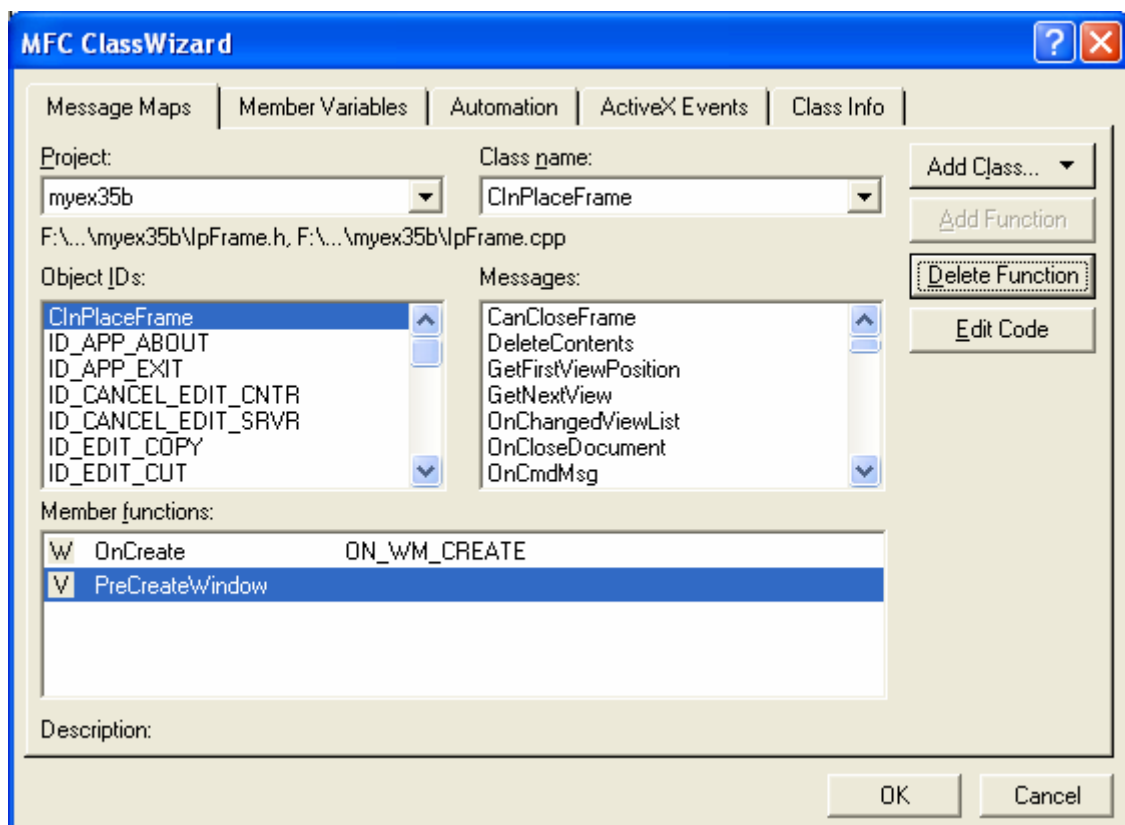 MFC ClassWizard
Message Maps Member Variables Automation ActiveX Events Class Info
Project: Class name: Add Class...
myex35b CInPlaceFrame
Add Function
F:\...\myex35b\IpFrame.h, F:\...\myex35b\IpFrame.cpp
Object IDs: Messages: Delete Function
CInPlaceFrame CanCloseFrame
ID_APP_ABOUT DeleteContents Edit Code
ID_APP_EXIT GetFirstViewPosition
ID_CANCEL_EDIT_CNTR GetNextView
ID_CANCEL_EDIT_SRVR OnChangedViewList
ID_EDIT_COPY OnCloseDocument
ID_EDIT_CUT OnCmdMsg
Member functions:
W OnCreate ON_WM_CREATE
V PreCreateWindow
Description:
OK Cancel